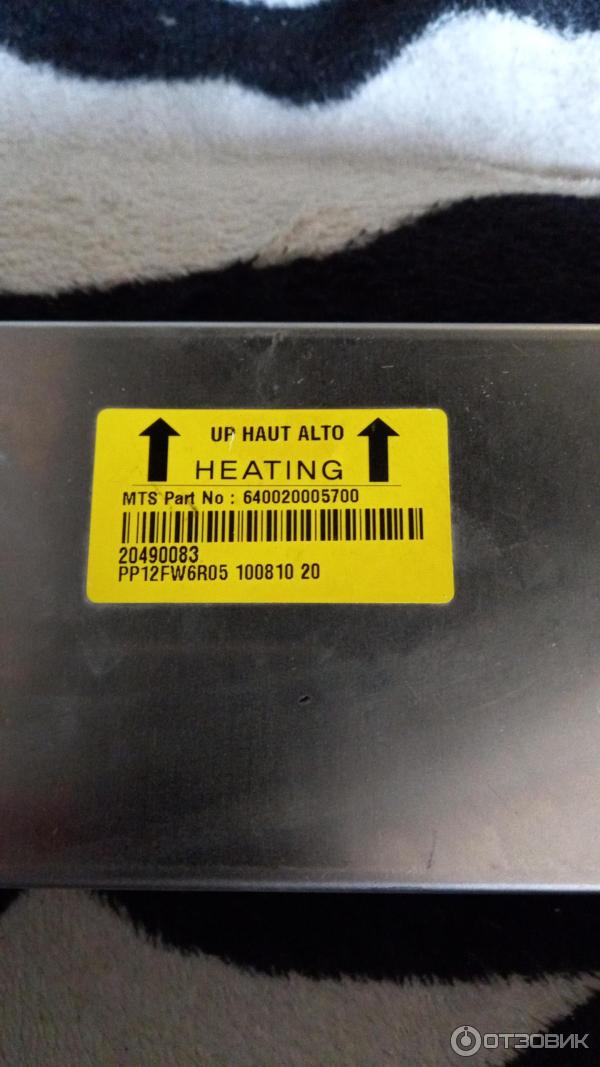 UP HAUT ALTO
HEATING
MTS Part No : 640020005700
20490083
PP12FW6R05 100810 20
ОТЗОВИК